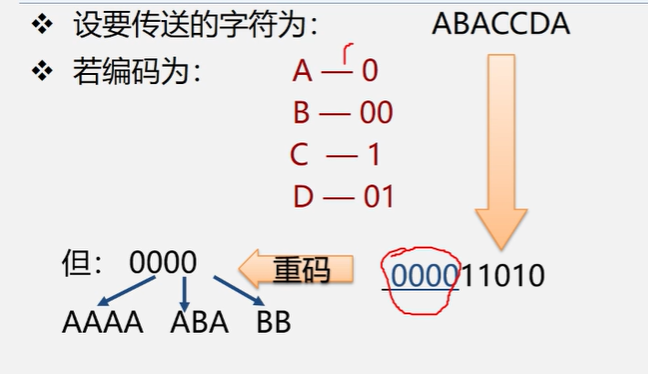 ❖ 设要传送的字符为： ABACCDA
❖ 若编码为： A — 0
B — 00
C — 1
D — 01
但： 0000 重码 000011010
AAAA ABA BB